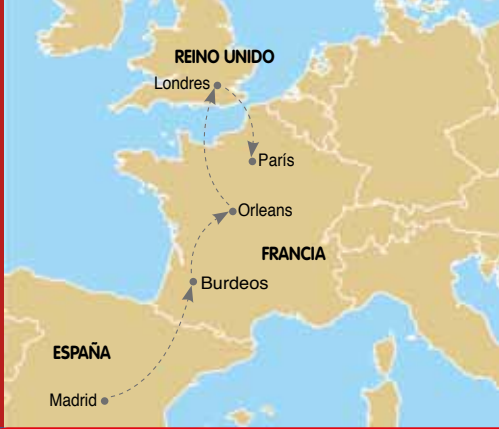 REINO UNIDO
Londres
París
Orleans
FRANCIA
Burdeos
ESPAÑA
Madrid